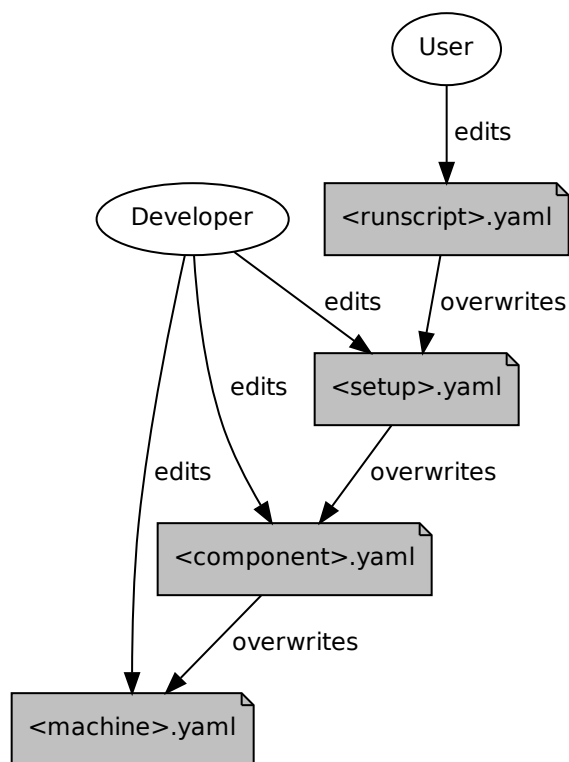 User
edits
<runscript>.yaml
Developer
edits
overwrites
<setup>.yaml
edits
edits
overwrites
<component>.yaml
overwrites
<machine>.yaml